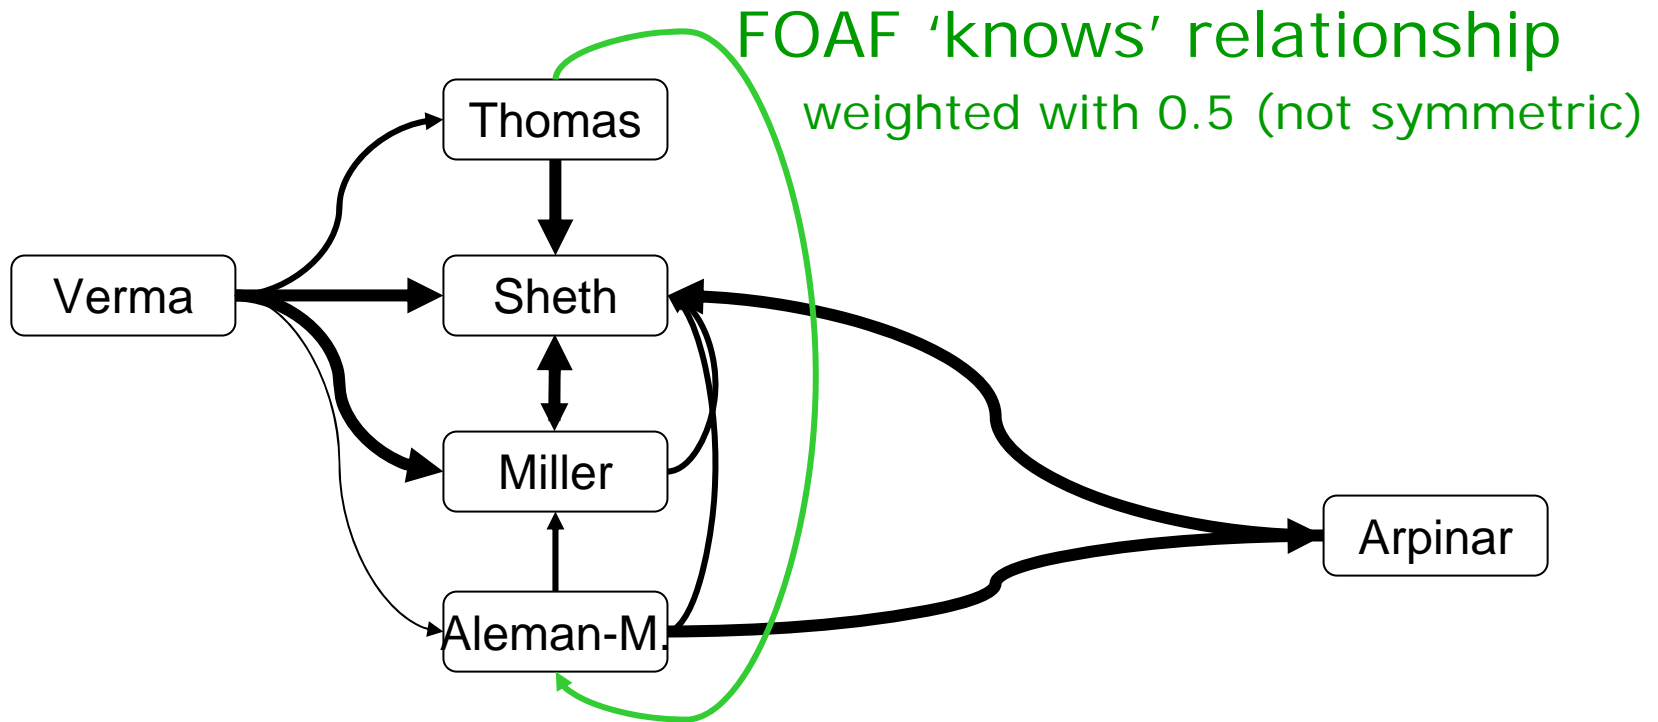 FOAF ‘knows’ relationship
weighted with 0.5 (not symmetric)
Thomas
Verma
Sheth
Miller
Arpinar
Aleman-M.